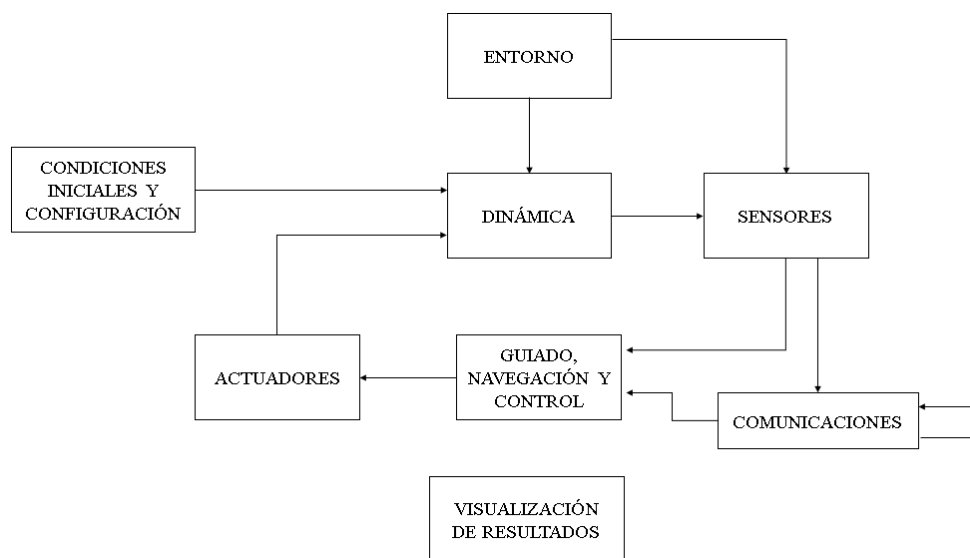 ENTORNO
CONDICIONES
INICIALES Y
CONFIGURACIÓN
DINÁMICA
SENSORES
ACTUADORES
GUIADO,
NAVEGACIÓN Y
CONTROL
COMUNICACIONES
VISUALIZACIÓN
DE RESULTADOS